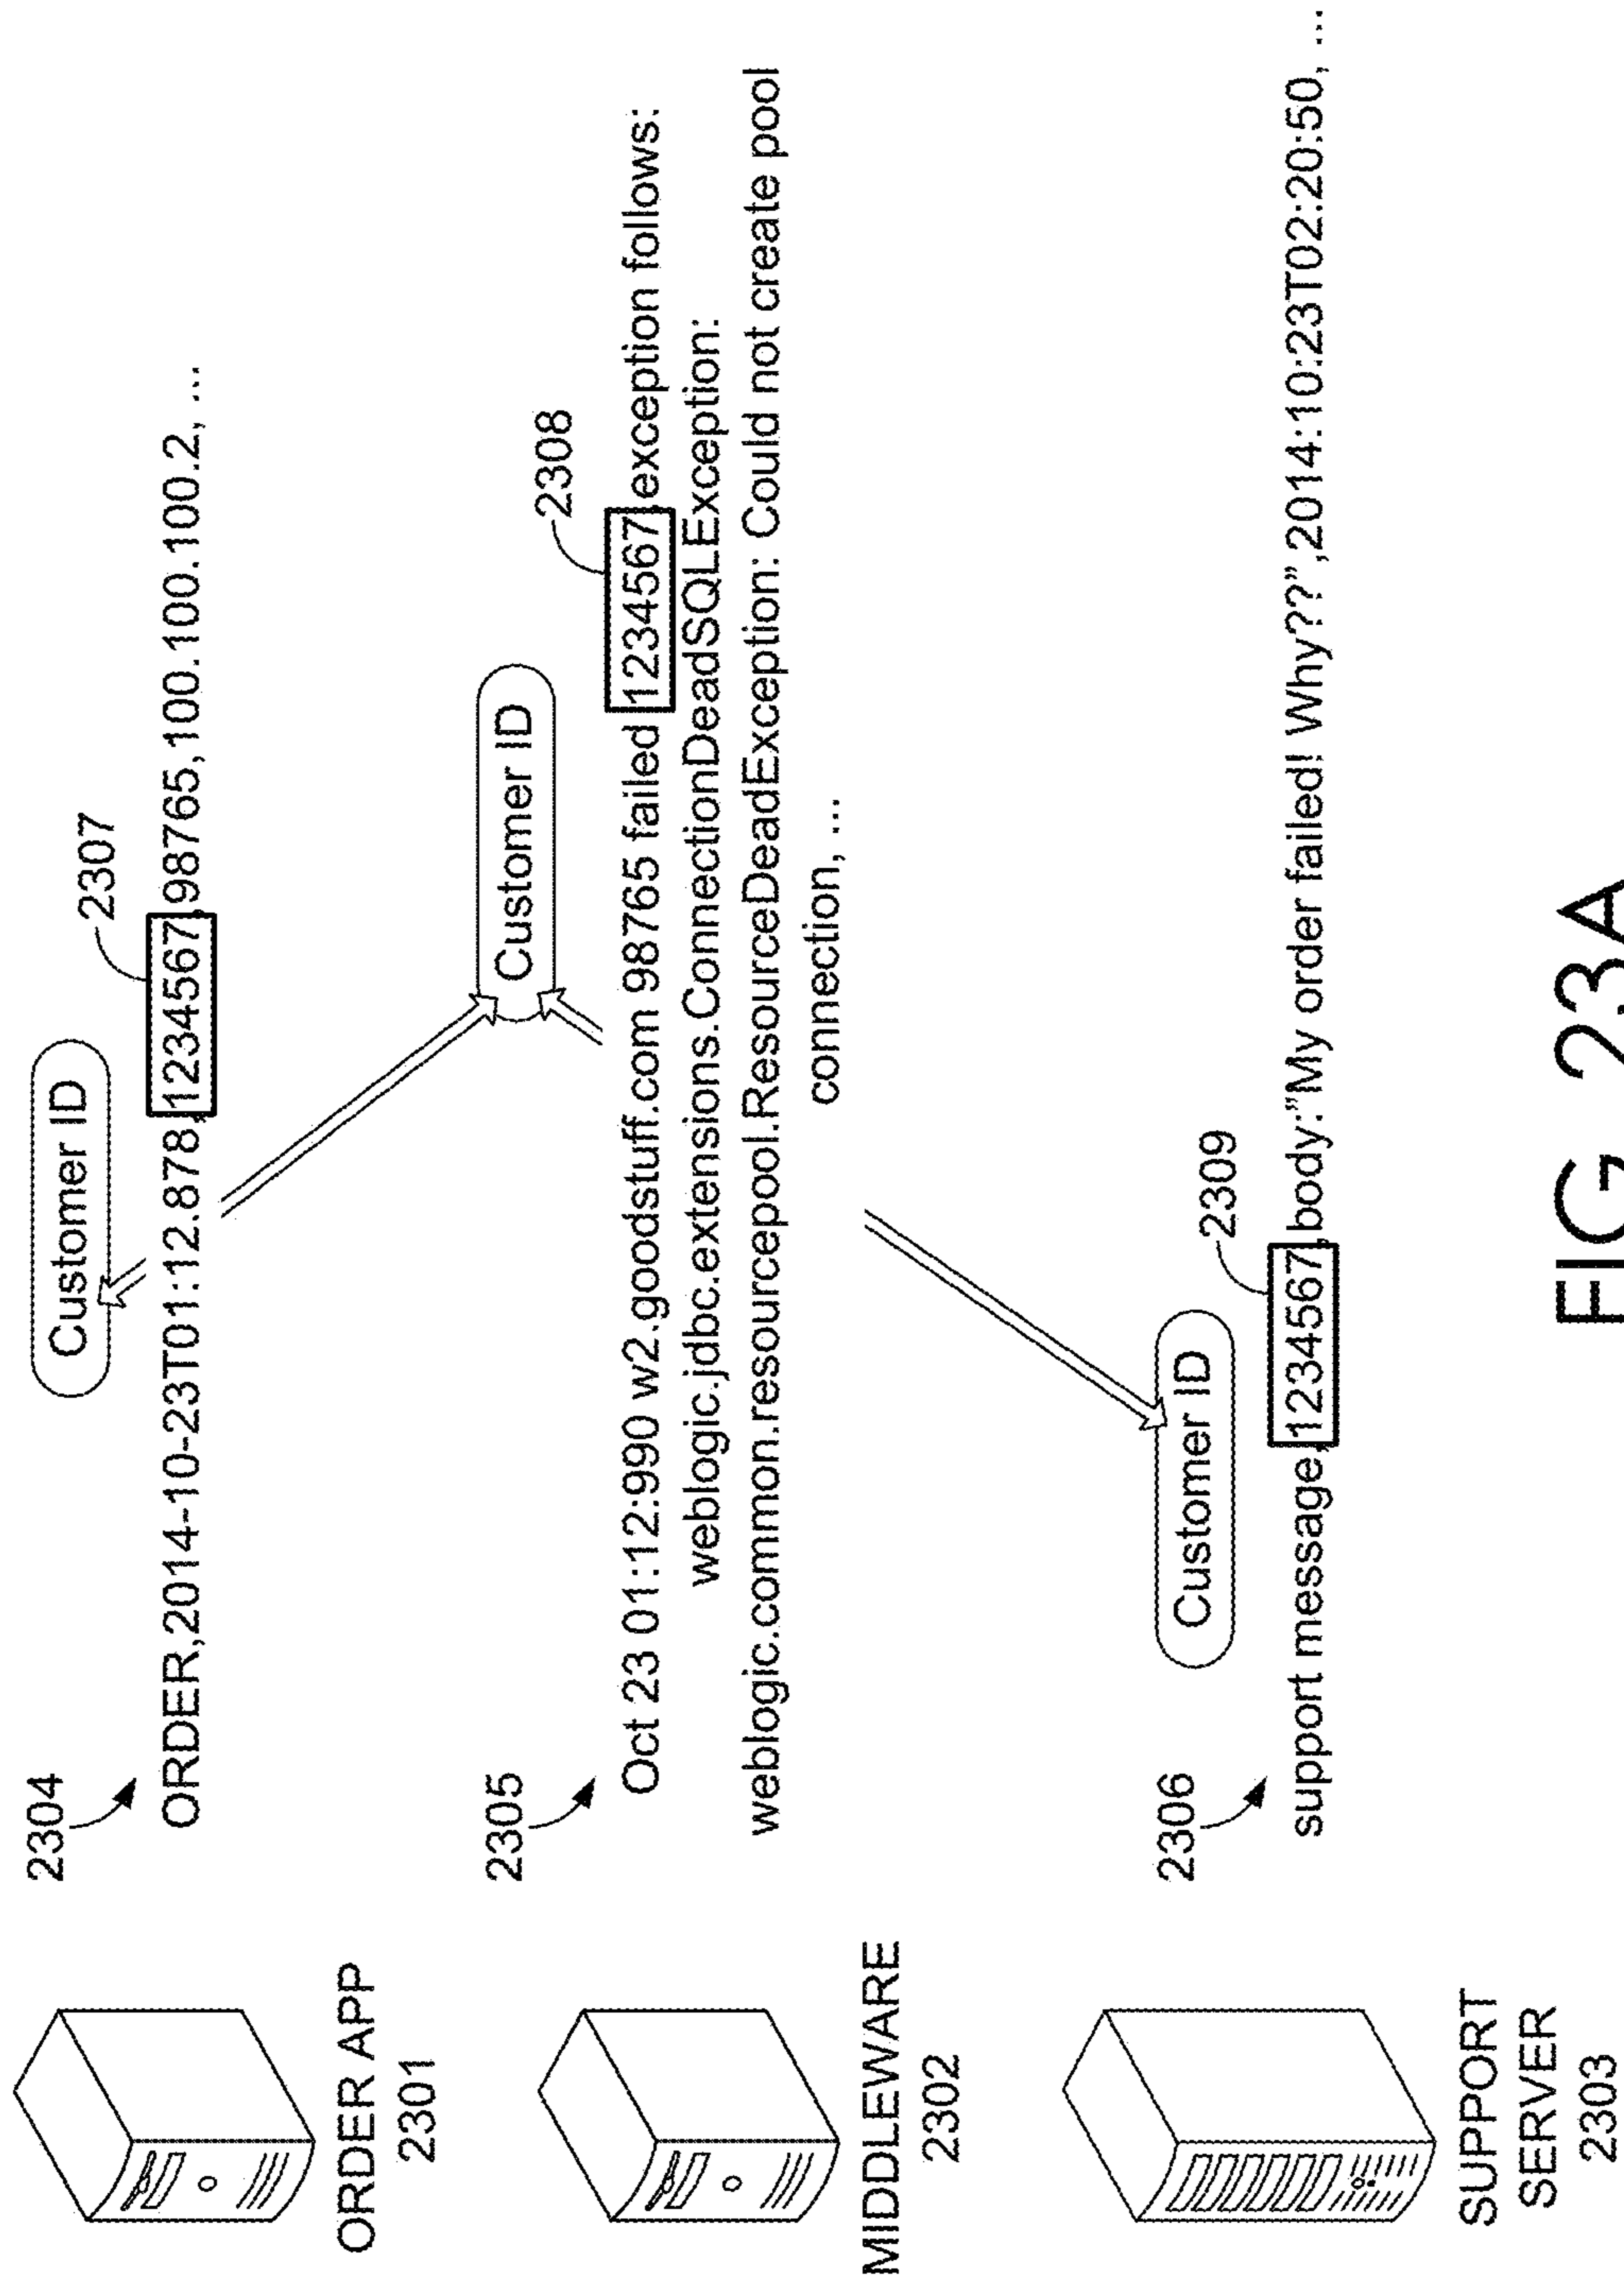 2304
Customer ID
2307
ORDER,2014-10-23T01:12.878,1234567,98765,100.100.100.2, ...
ORDER APP
2301
2305
Customer ID
2308
Oct 23 01:12:990 w2.goodstuff.com 98765 failed 1234567,exception follows:
weblogic.jdbc.extensions.ConnectionDeadSQLException:
weblogic.common.resourcepool.ResourceDeadException: Could not create pool
connection, ...
MIDDLEWARE
2302
2306
Customer ID
2309
support message,1234567,body:"My order failed! Why??",2014:10:23T02:20:50, ...
SUPPORT
SERVER
2303
FIG. 23A